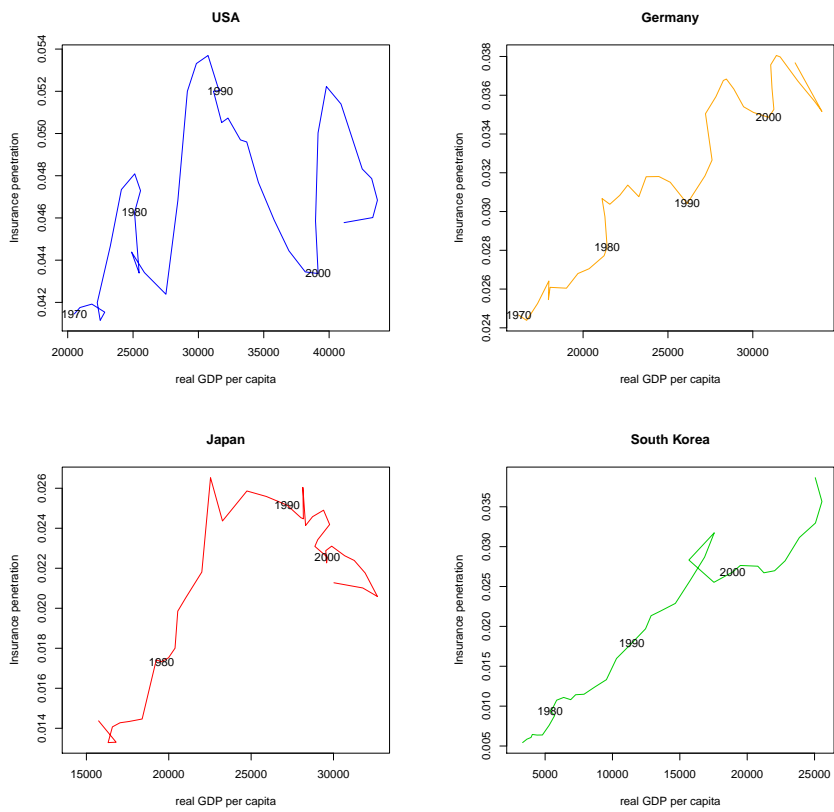 USA
Insurance penetration
0.042 0.044 0.046 0.048 0.050 0.052 0.054
1970
1980
1990
2000
20000 25000 30000 35000 40000
real GDP per capita
Germany
Insurance penetration
0.024 0.026 0.028 0.030 0.032 0.034 0.036 0.038
1970
1980
1990
2000
20000 25000 30000
real GDP per capita
Japan
Insurance penetration
0.014 0.016 0.018 0.020 0.022 0.024 0.026
1980
1990
2000
15000 20000 25000 30000
real GDP per capita
South Korea
Insurance penetration
0.005 0.010 0.015 0.020 0.025 0.030 0.035
1980
1990
2000
5000 10000 15000 20000 25000
real GDP per capita